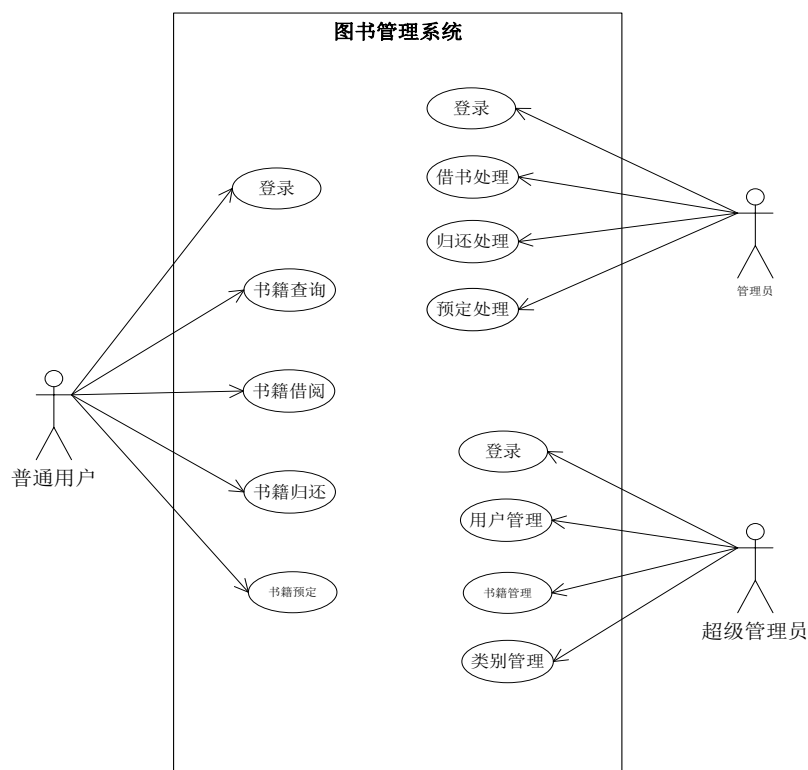 图书管理系统
登录
书籍查询
书籍借阅
书籍归还
书籍预定
普通用户
登录
借书处理
归还处理
预定处理
管理员
登录
用户管理
书籍管理
类别管理
超级管理员